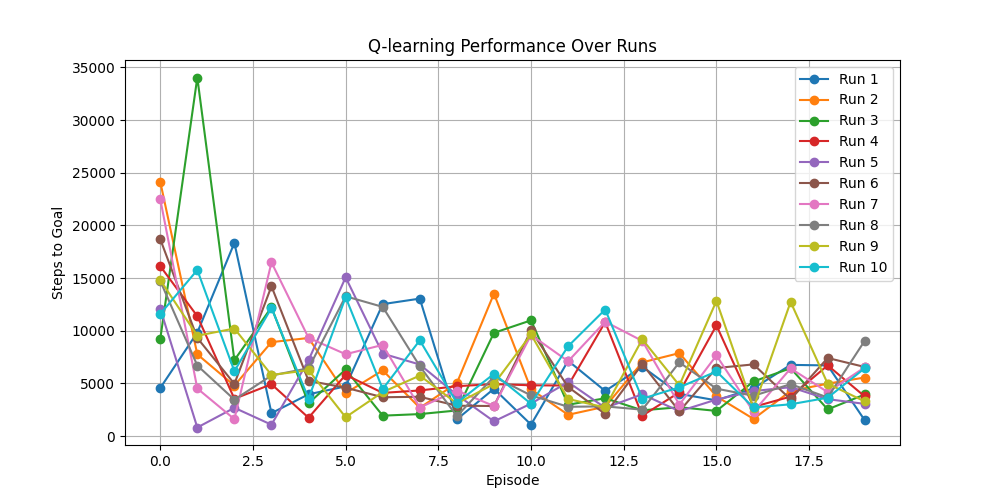 Q-learning Performance Over Runs
35000
30000
25000
20000
15000
10000
5000
0
Steps to Goal
0.0
2.5
5.0
7.5
10.0
12.5
15.0
17.5
Episode
Run 1
Run 2
Run 3
Run 4
Run 5
Run 6
Run 7
Run 8
Run 9
Run 10